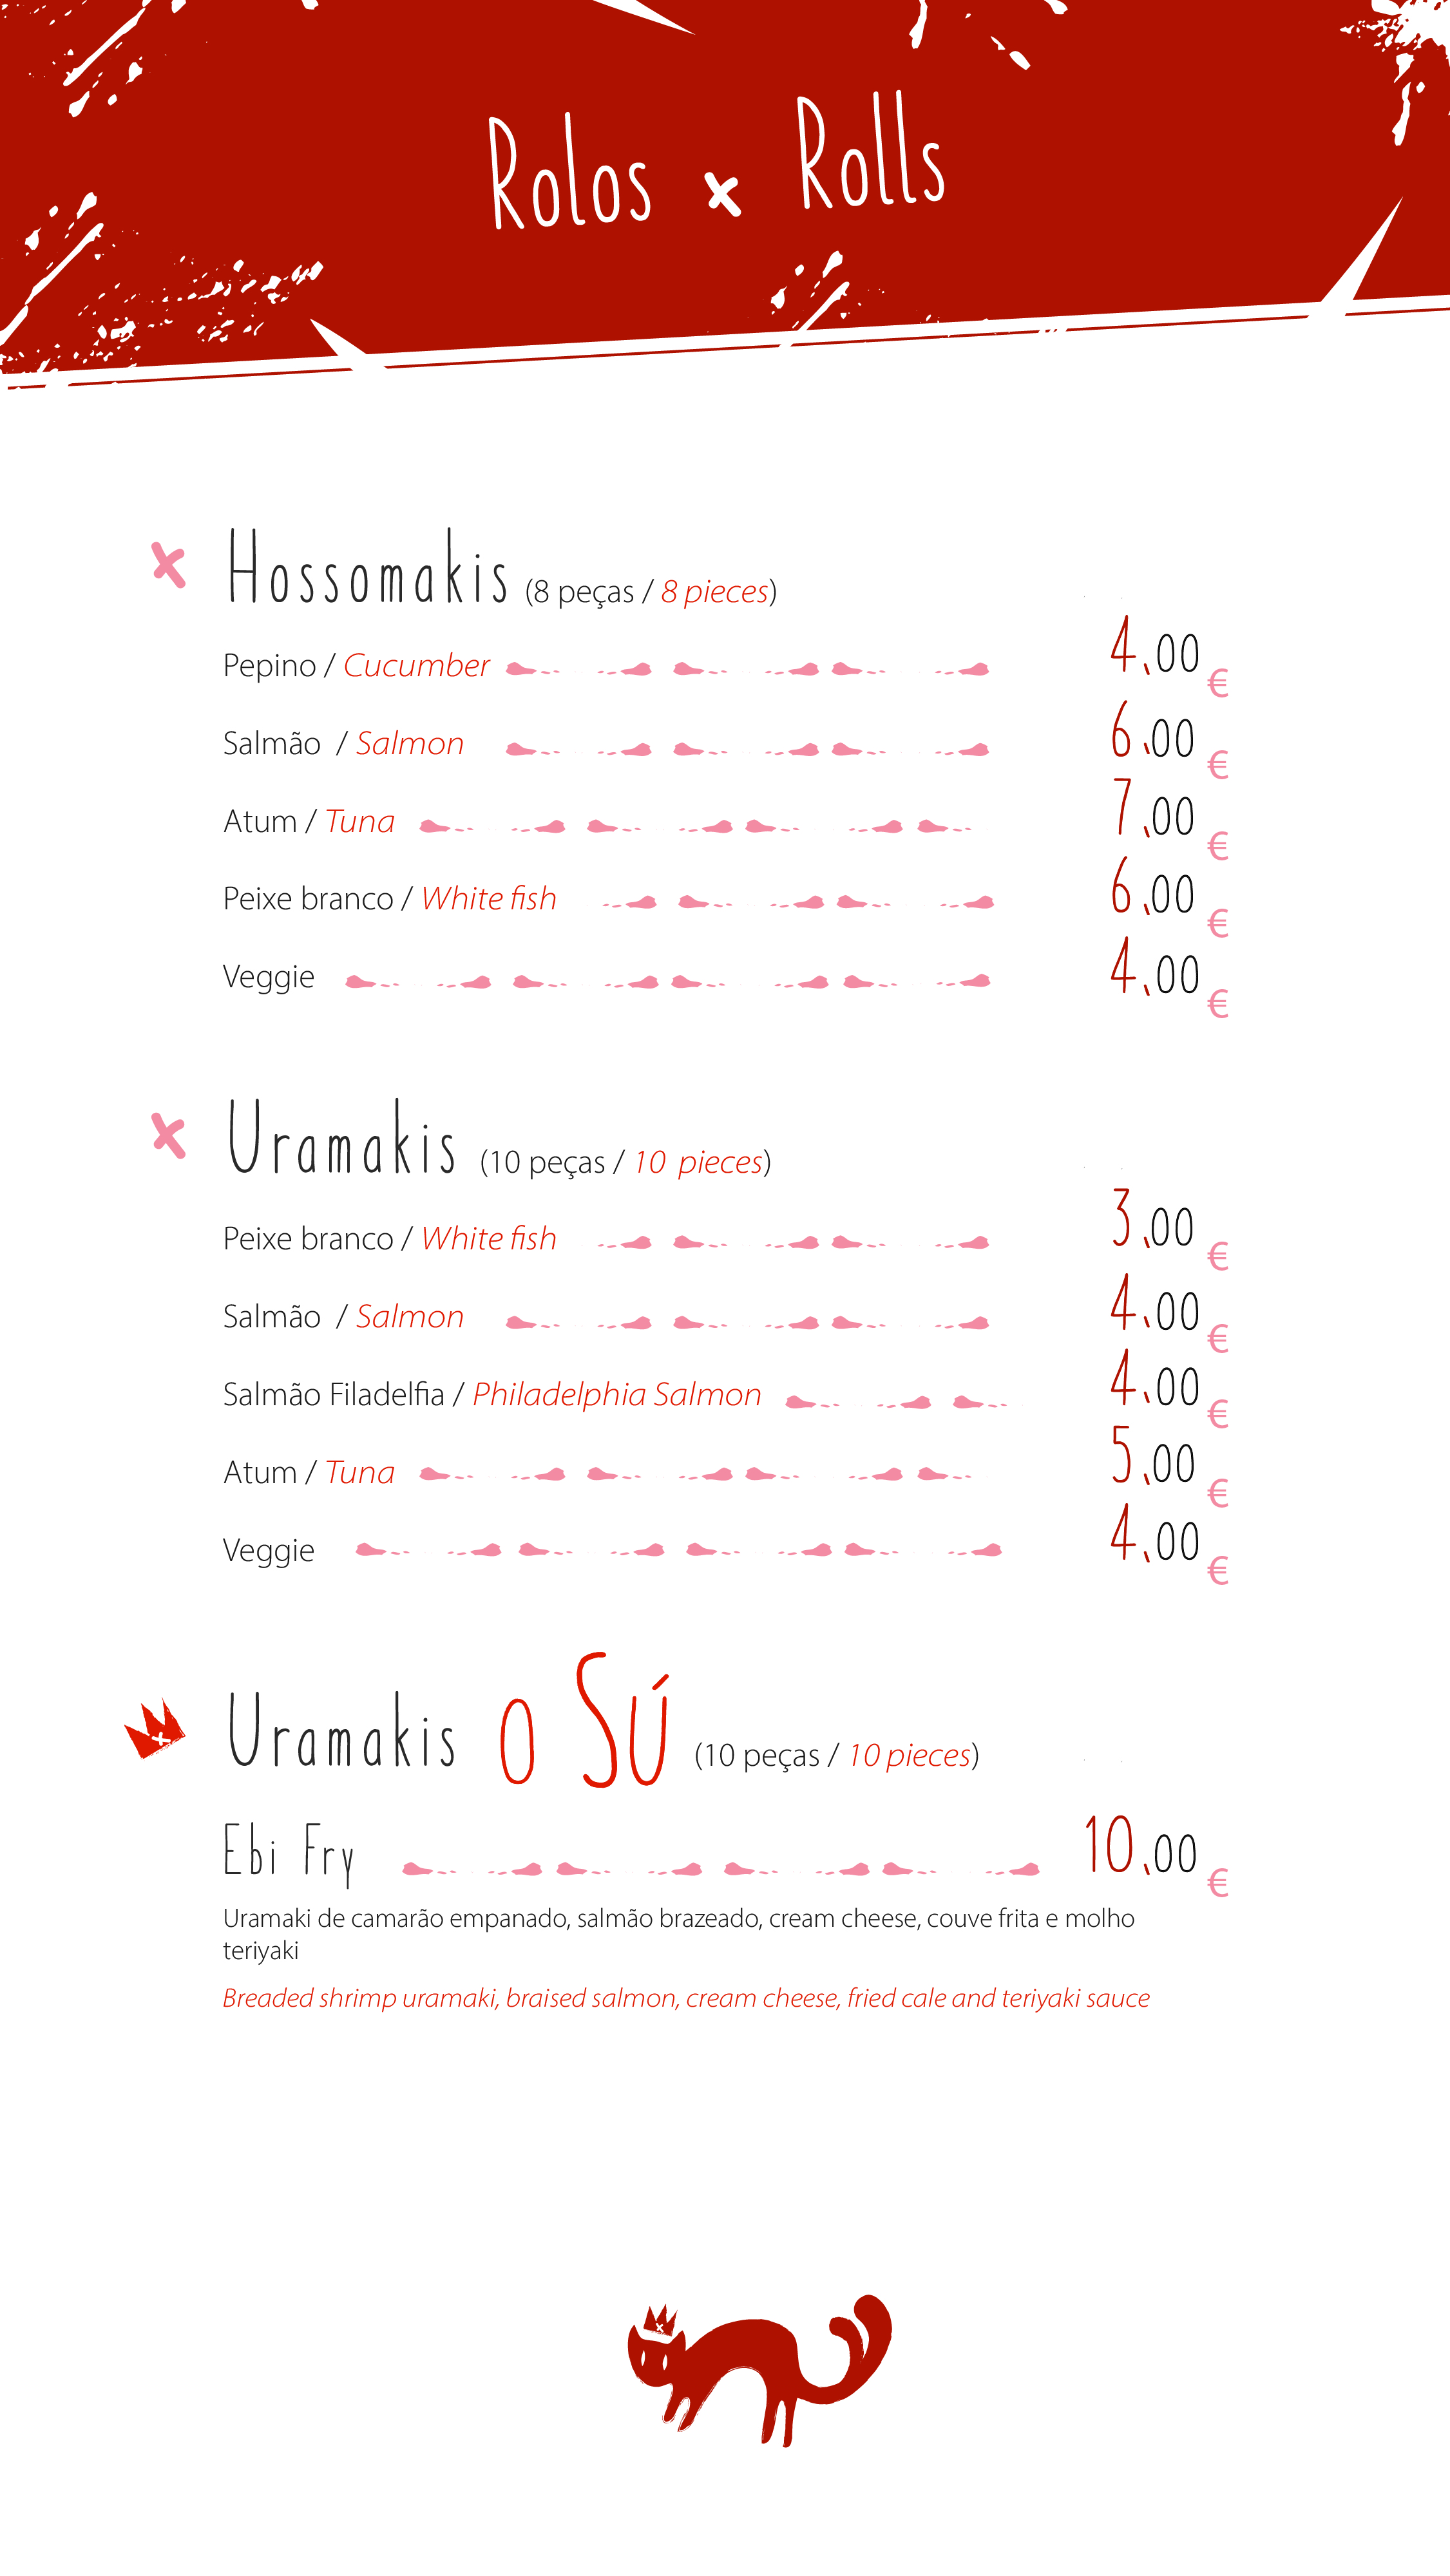 Rolos x Rolls
Hossomakis (8 peças / 8 pieces)
Pepino / Cucumber 4,00 €
Salmão / Salmon 6,00 €
Atum / Tuna 7,00 €
Peixe branco / White fish 6,00 €
Veggie 4,00 €
Uramakis (10 peças / 10 pieces)
Peixe branco / White fish 3,00 €
Salmão / Salmon 4,00 €
Salmão Filadelfia / Philadelphia Salmon 4,00 €
Atum / Tuna 5,00 €
Veggie 4,00 €
Uramakis o Sú (10 peças / 10 pieces)
Ebi Fry 10,00 €
Uramaki de camarão empanado, salmão brazeado, cream cheese, couve frita e molho
teriyaki
Breaded shrimp uramaki, braised salmon, cream cheese, fried cale and teriyaki sauce